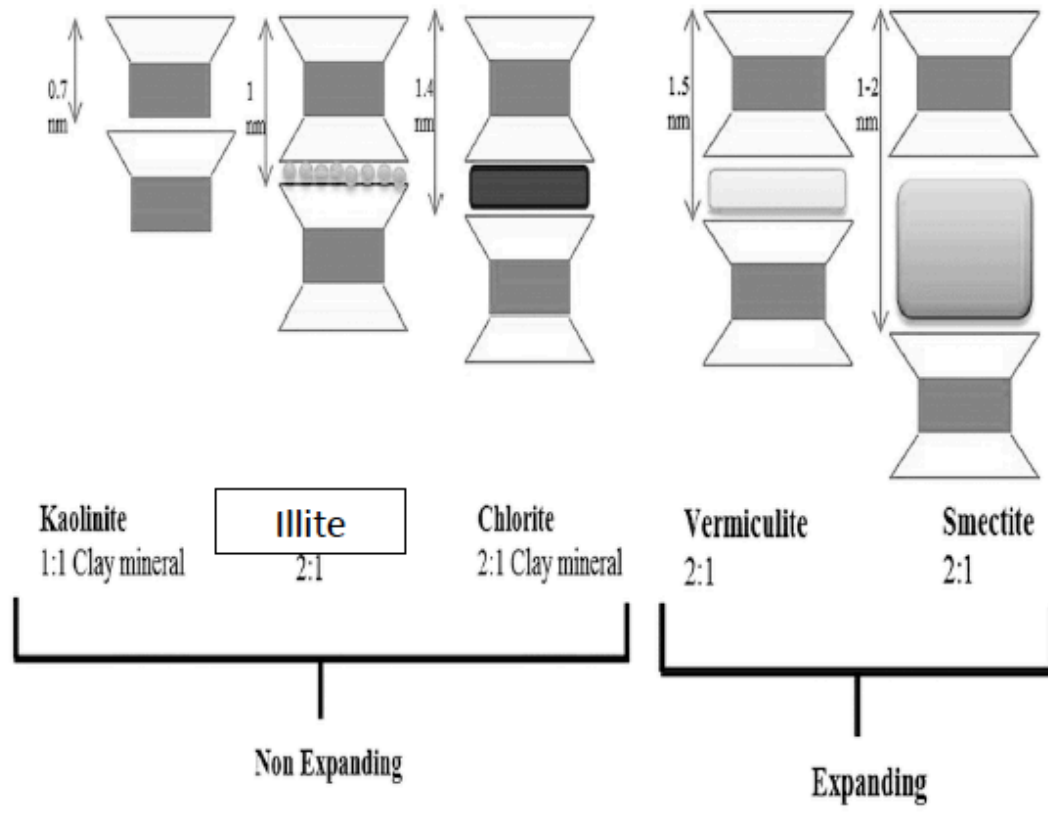 0.7
nm
1
nm
1.4
nm
1.5
nm
1-2
nm
Kaolinite
1:1 Clay mineral
Illite
2:1
Chlorite
2:1 Clay mineral
Vermiculite
2:1
Smectite
2:1
Non Expanding
Expanding